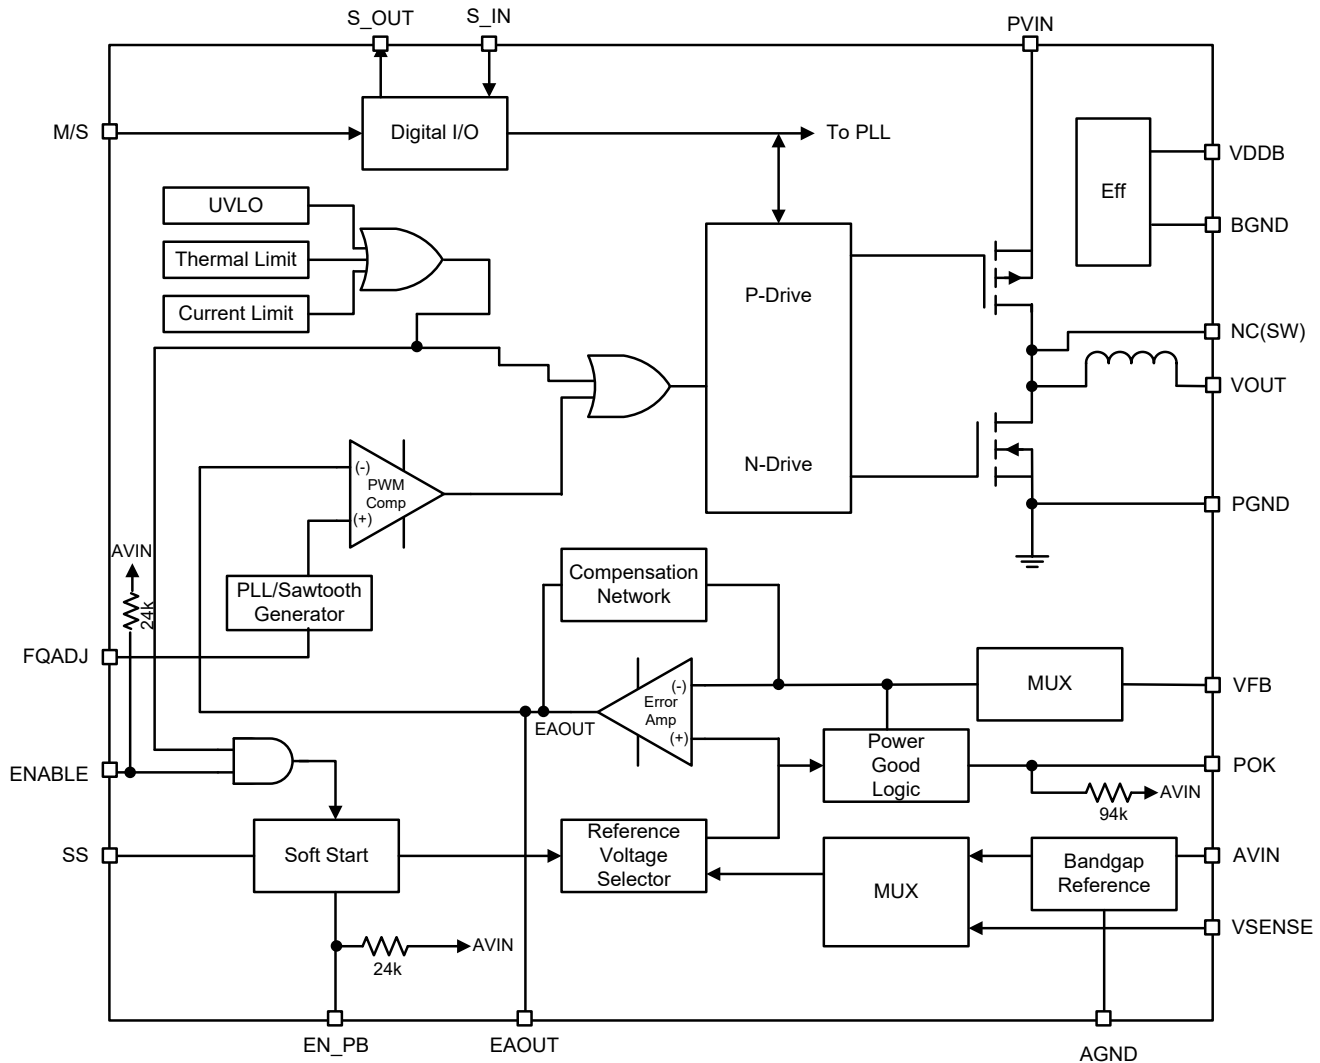 S_OUT
S_IN
PVIN
M/S
Digital I/O
To PLL
VDDB
Eff
BGND
UVLO
Thermal Limit
Current Limit
P-Drive
N-Drive
NC(SW)
VOUT
PGND
(-)
PWM
Comp
(+)
AVIN
24k
PLL/Sawtooth
Generator
FQADJ
Compensation
Network
(-)
Error
Amp
(+)
EAOUT
MUX
VFB
Power
Good
Logic
POK
94k
AVIN
ENABLE
SS
Soft Start
Reference
Voltage
Selector
MUX
Bandgap
Reference
AVIN
VSENSE
24k
AVIN
EN_PB
EAOUT
AGND